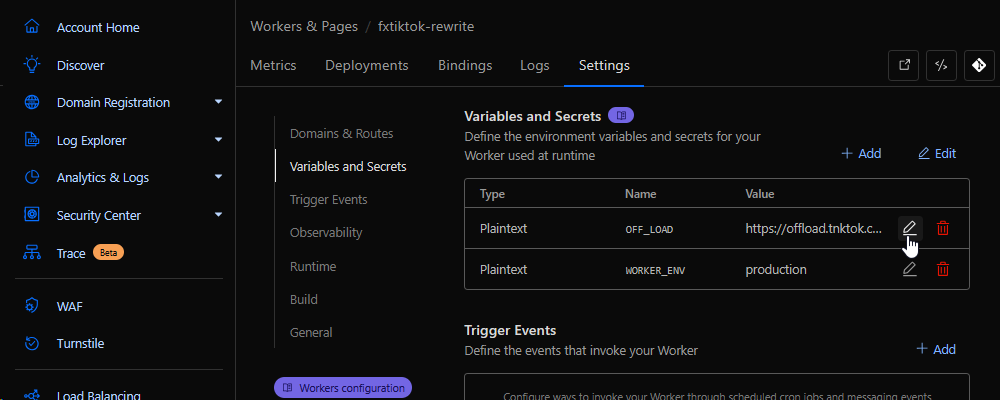 Account Home
Discover
Domain Registration
Log Explorer
Analytics & Logs
Security Center
Trace Beta
WAF
Turnstile
Load Balancing
Workers & Pages / fxtiktok-rewrite
Metrics Deployments Bindings Logs Settings
Domains & Routes
Variables and Secrets
Trigger Events
Observability
Runtime
Build
General
Workers configuration
Variables and Secrets
Define the environment variables and secrets for your
Worker used at runtime
+ Add Edit
Type Name Value
Plaintext OFF_LOAD https://offload.tnktok.c...
Plaintext WORKER_ENV production
Trigger Events
Define the events that invoke your Worker
+ Add
Configure ways to invoke your Worker through scheduled cron jobs and messaging events